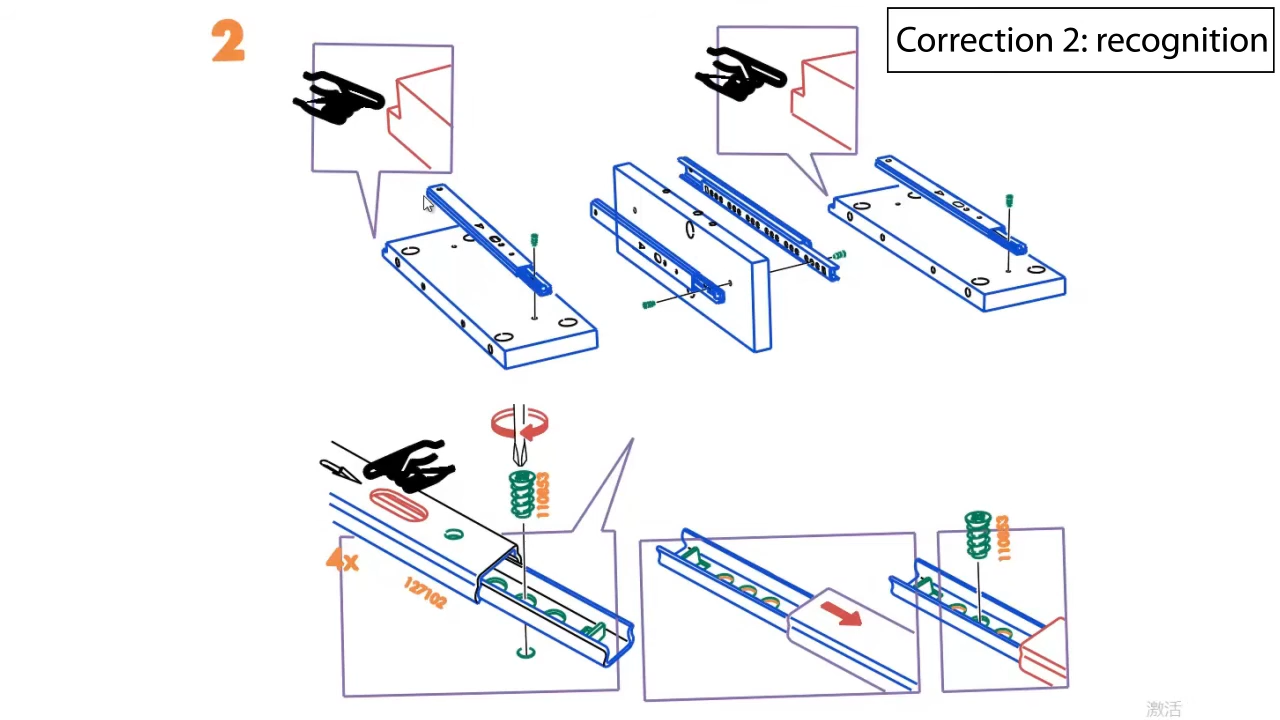 2
Correction 2: recognition
110853
4x
127102
110853
激活